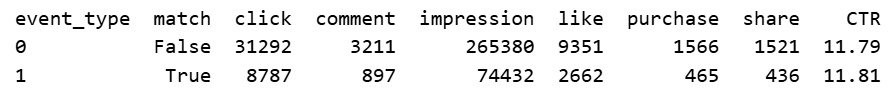 event_type match click comment impression like purchase share CTR
0 False 31292 3211 265380 9351 1566 1521 11.79
1 True 8787 897 74432 2662 465 436 11.81